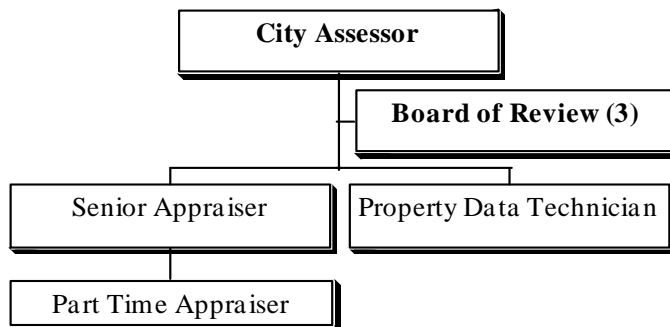 City Assessor
Board of Review (3)
Senior Appraiser
Property Data Technician
Part Time Appraiser